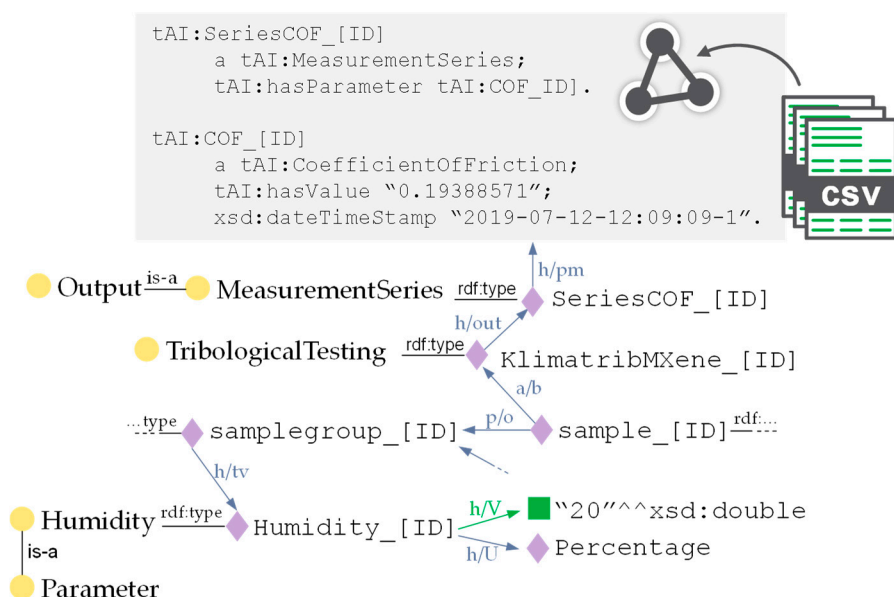 tAI:SeriesCOF_[ID]
a tAI:MeasurementSeries;
tAI:hasParameter tAI:COF_ID].
tAI:COF_[ID]
a tAI:CoefficientOfFriction;
tAI:hasValue “0.19388571”;
xsd:dateTimeStamp “2019-07-12-12:09:09-1”.
CSV
h/pm
Output is-a MeasurementSeries rdf:type SeriesCOF_[ID]
h/out
TribologicalTesting rdf:type KlimatribMXene_[ID]
a/b
...type samplegroup_[ID] p/o sample_[ID] rdf:...
h/tv
Humidity rdf:type Humidity_[ID] h/V “20”^^xsd:double
is-a
h/U Percentage
Parameter